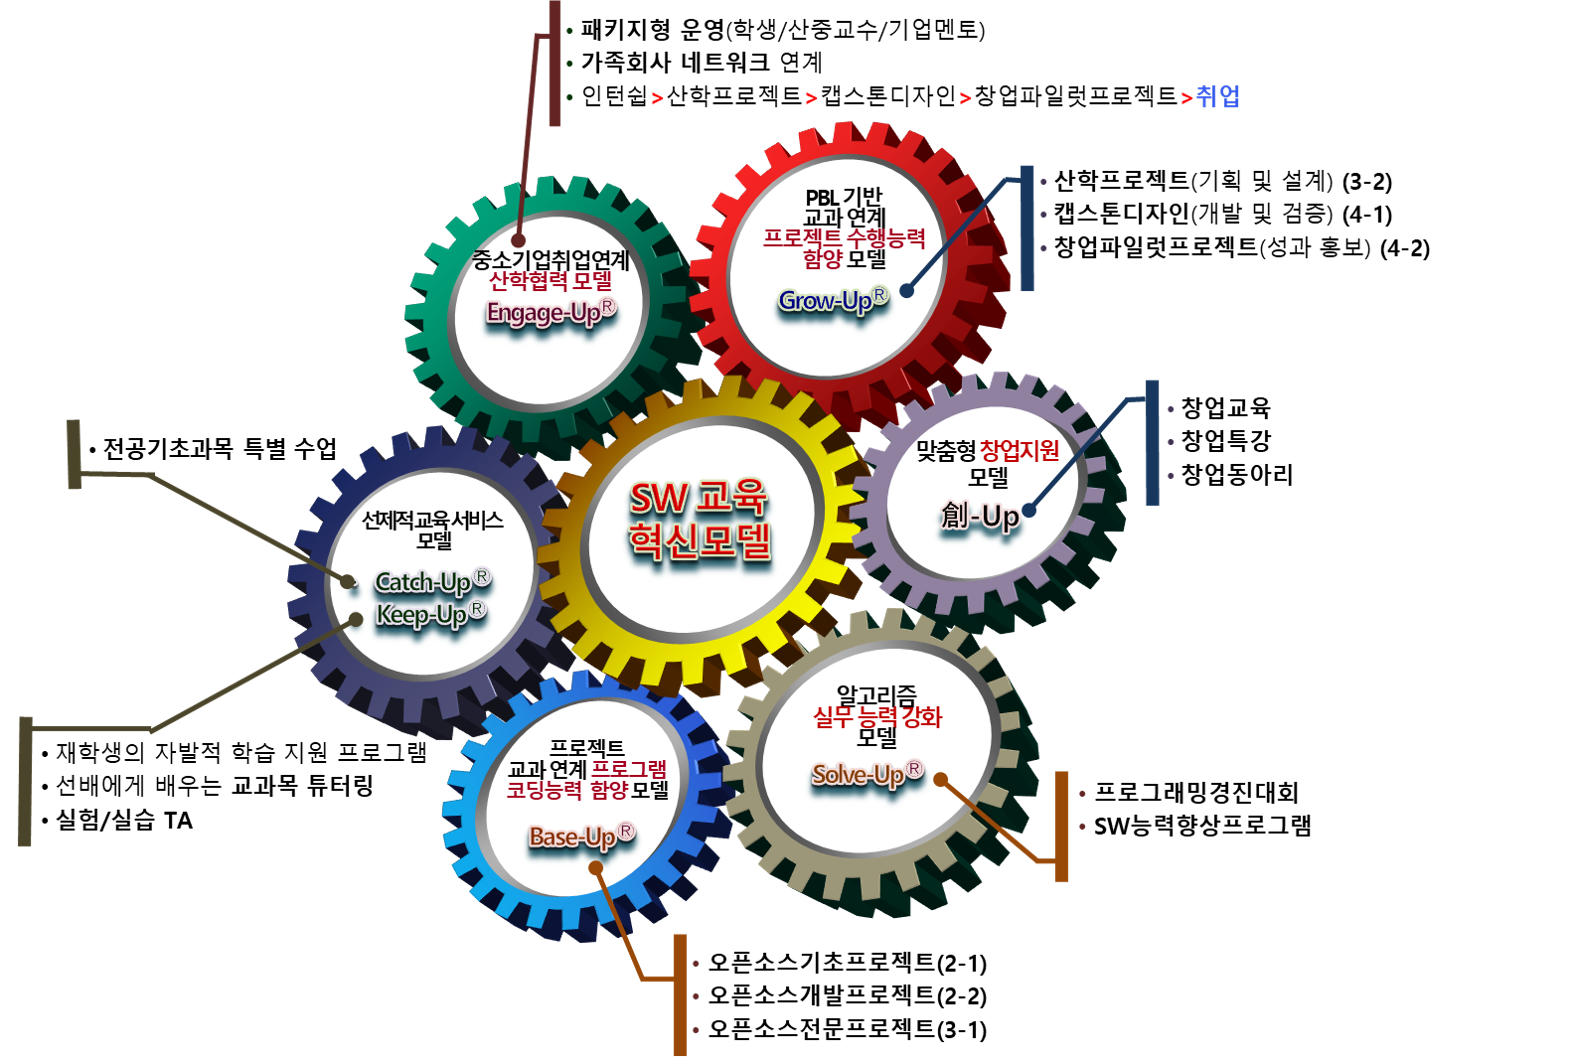 • 패키지형 운영(학생/산중교수/기업멘토)
• 가족회사 네트워크 연계
• 인턴쉽>산학프로젝트>캡스톤디자인>창업파일럿프로젝트>취업
중소기업취업연계
산학협력 모델
Engage-Up®
PBL 기반
교과 연계
프로젝트 수행능력
함양 모델
Grow-Up®
• 산학프로젝트(기획 및 설계) (3-2)
• 캡스톤디자인(개발 및 검증) (4-1)
• 창업파일럿프로젝트(성과 홍보) (4-2)
맞춤형 창업지원
모델
創-Up
• 창업교육
• 창업특강
• 창업동아리
SW 교육
혁신모델
• 전공기초과목 특별 수업
선제적교육 서비스
모델
Catch-Up®
Keep-Up®
• 재학생의 자발적 학습 지원 프로그램
• 선배에게 배우는 교과목 튜터링
• 실험/실습 TA
프로젝트
교과 연계 프로그램
코딩능력 함양 모델
Base-Up®
• 오픈소스기초프로젝트(2-1)
• 오픈소스개발프로젝트(2-2)
• 오픈소스전문프로젝트(3-1)
알고리즘
실무 능력 강화
모델
Solve-Up®
• 프로그래밍경진대회
• SW능력향상프로그램